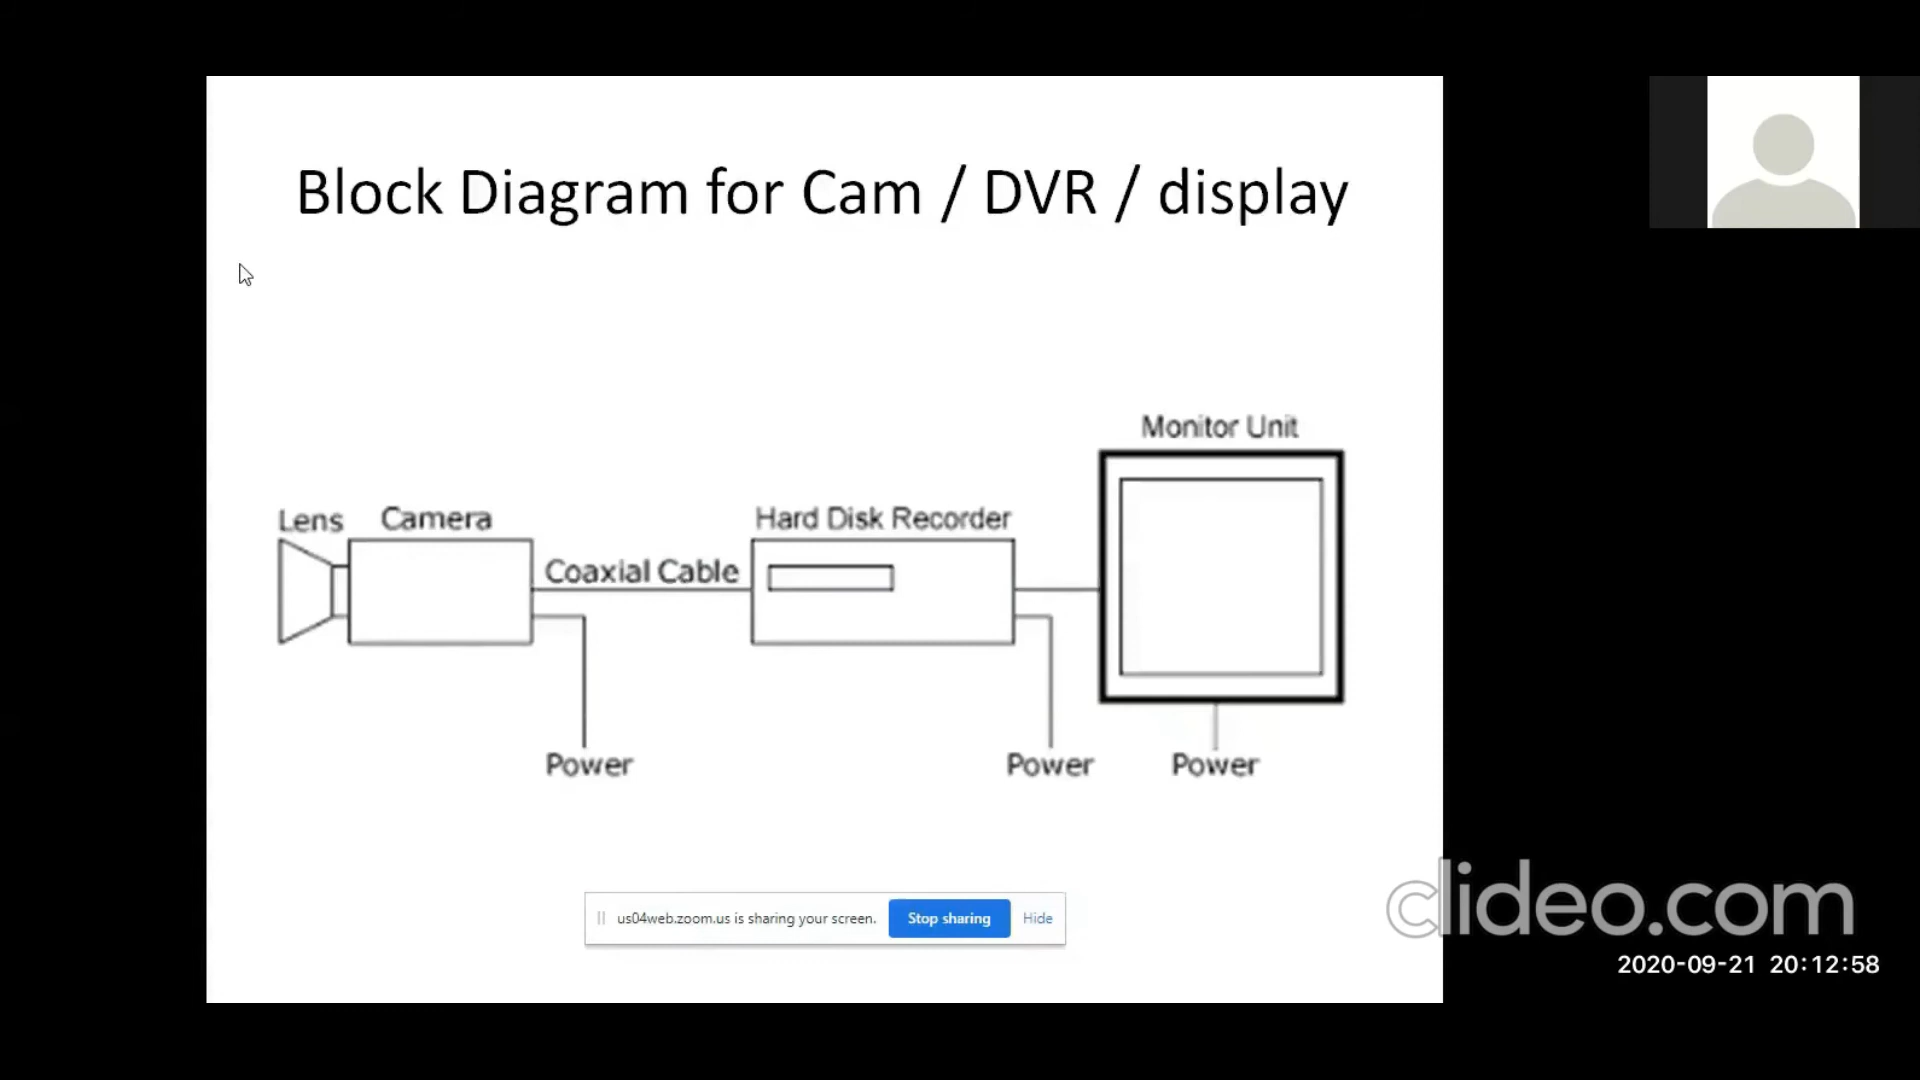 Block Diagram for Cam / DVR / display
Monitor Unit
Lens
Camera
Hard Disk Recorder
Coaxial Cable
Power
Power
Power
us04web.zoom.us is sharing your screen.
Stop sharing
Hide
clideo.com
2020-09-21 20:12:58